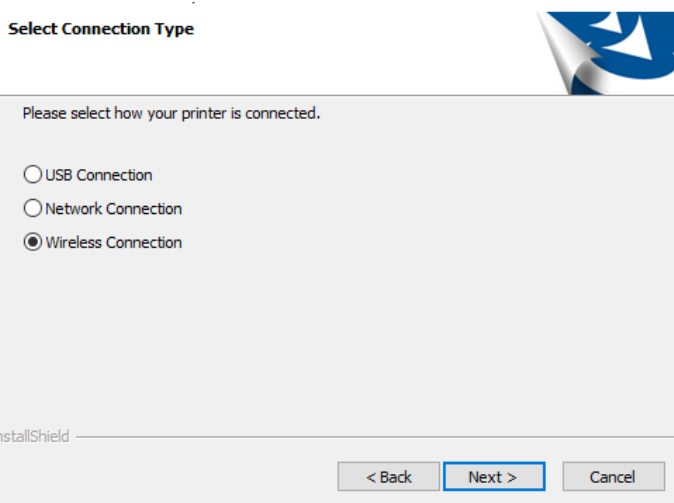 Select Connection Type
Please select how your printer is connected.
USB Connection
Network Connection
Wireless Connection
nstallShield
< Back Next > Cancel